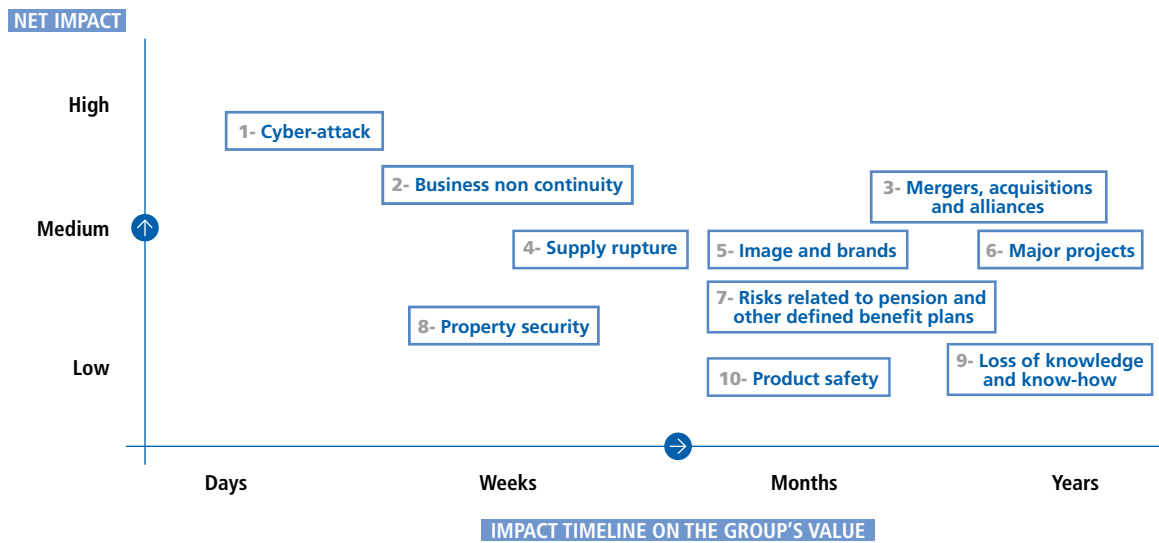 NET IMPACT
High
1- Cyber-attack
2- Business non continuity
3- Mergers, acquisitions
and alliances
Medium
4- Supply rupture
5- Image and brands
6- Major projects
7- Risks related to pension and
other defined benefit plans
8- Property security
Low
9- Loss of knowledge
and know-how
10- Product safety
Days
Weeks
Months
Years
IMPACT TIMELINE ON THE GROUP'S VALUE